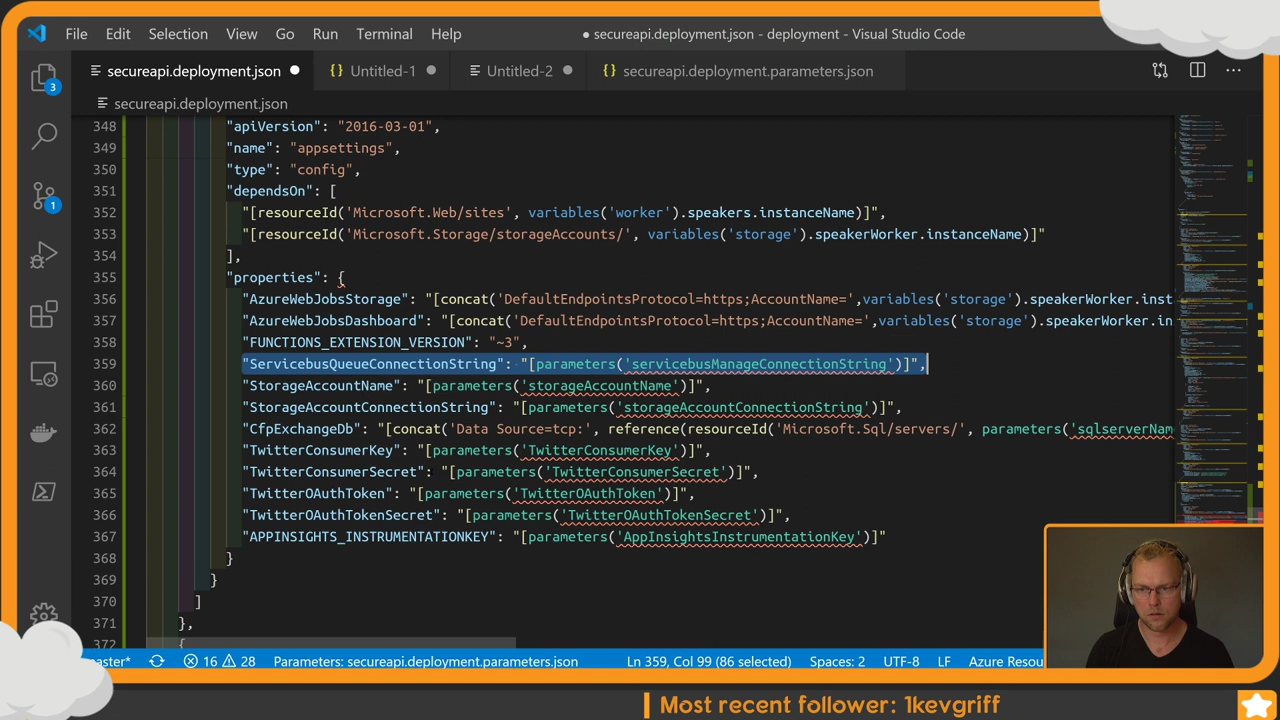 File Edit Selection View Go Run Terminal Help ● secureapi.deployment.json - deployment - Visual Studio Code
secureapi.deployment.json ● {} Untitled-1 ● Untitled-2 ● {} secureapi.deployment.parameters.json
secureapi.deployment.json
3
1
348 "apiVersion": "2016-03-01",
349 "name": "appsettings",
350 "type": "config",
351 "dependsOn": [
352 "[resourceId('Microsoft.Web/sites', variables('worker').speakers.instanceName)]",
353 "[resourceId('Microsoft.Storage/storageAccounts/', variables('storage').speakerWorker.instanceName)]"
354 ],
355 "properties": {
356 "AzureWebJobsStorage": "[concat('DefaultEndpointsProtocol=https;AccountName=',variables('storage').speakerWorker.inst
357 "AzureWebJobsDashboard": "[concat('DefaultEndpointsProtocol=https;AccountName=',variables('storage').speakerWorker.in
358 "FUNCTIONS_EXTENSION_VERSION": "~3",
359 "ServicebusManageConnectionString": "[parameters('servicebusManageConnectionString')]",
360 "StorageAccountName": "[parameters('storageAccountName')]",
361 "StorageAccountConnectionString": "[parameters('storageAccountConnectionString')]",
362 "CfpExchangeDb": "[concat('Data Source=tcp:', reference(resourceId('Microsoft.Sql/servers/', parameters('sqlserverName
363 "TwitterConsumerKey": "[parameters('TwitterConsumerKey')]",
364 "TwitterConsumerSecret": "[parameters('TwitterConsumerSecret')]",
365 "TwitterOAuthToken": "[parameters('TwitterOAuthToken')]",
366 "TwitterOAuthTokenSecret": "[parameters('TwitterOAuthTokenSecret')]"
367 "APPINSIGHTS_INSTRUMENTATIONKEY": "[parameters('AppInsightsInstrumentationKey')]"
368 }
369 }
370 ]
371 },
372 {
16 28 Parameters: secureapi.deployment.parameters.json Ln 359, Col 99 (86 selected) Spaces: 2 UTF-8 LF Azure Resou
Most recent follower: 1kevgriff